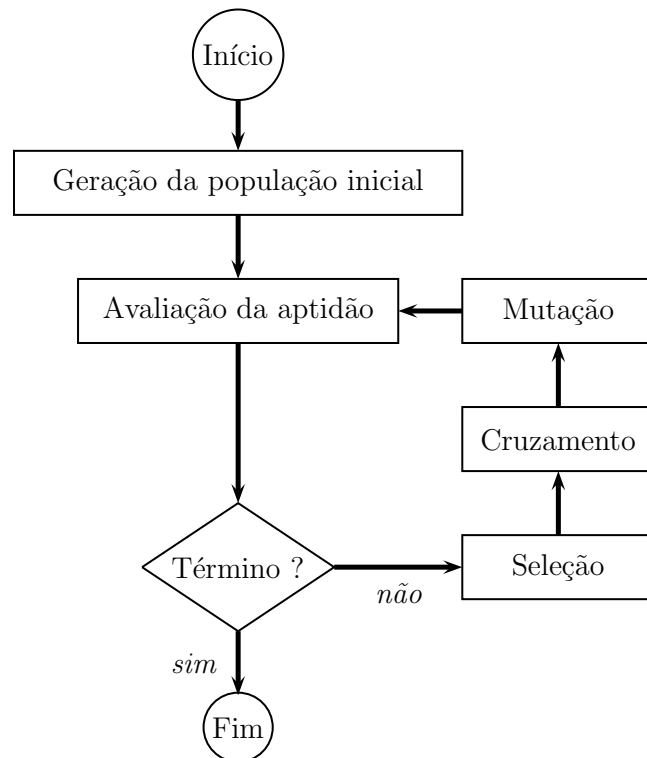 Início
Geração da população inicial
Avaliação da aptidão
Mutação
Cruzamento
Término ?
Seleção
não
sim
Fim